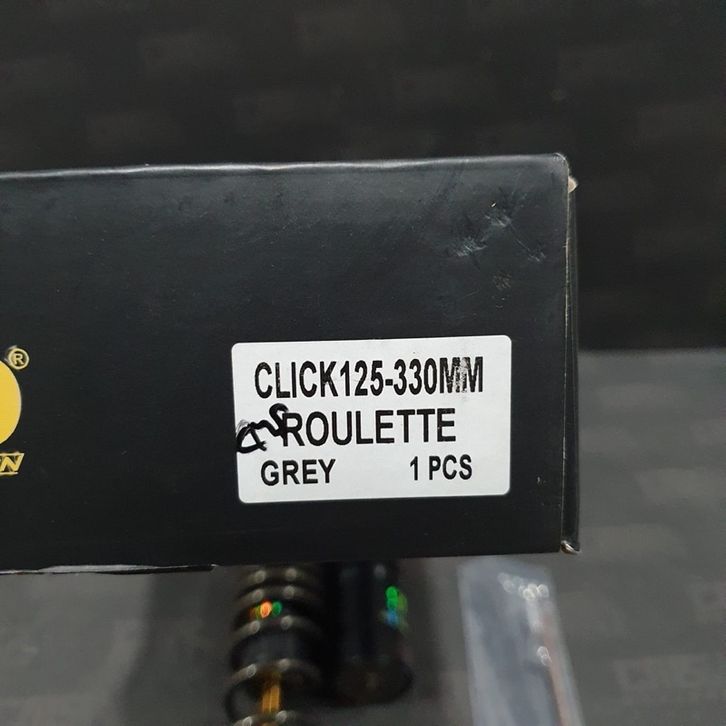 ®
N
CLICK125-330MM
ROULETTE
GREY 1 PCS